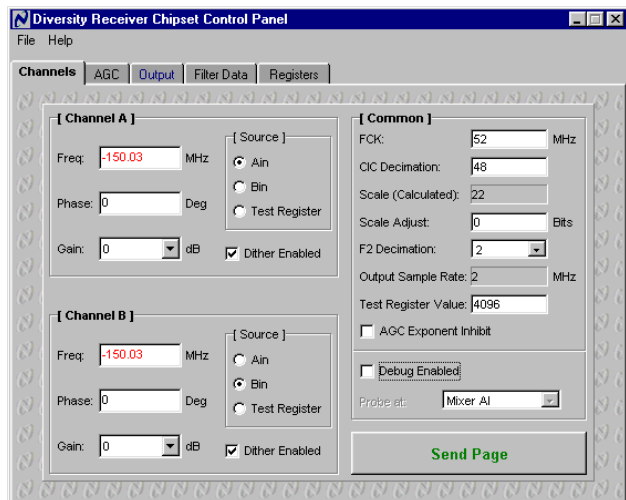 Diversity Receiver Chipset Control Panel
File Help
Channels AGC Output Filter Data Registers
[ Channel A ]
Freq: -150.03 MHz
Phase: 0 Deg
Gain: 0 dB
[ Source ]
Ain
Bin
Test Register
Dither Enabled
[ Channel B ]
Freq: -150.03 MHz
Phase: 0 Deg
Gain: 0 dB
[ Source ]
Ain
Bin
Test Register
Dither Enabled
[ Common ]
FCK: 52 MHz
CIC Decimation: 48
Scale (Calculated): 22
Scale Adjust: 0 Bits
F2 Decimation: 2
Output Sample Rate: 2 MHz
Test Register Value: 4096
AGC Exponent Inhibit
Debug Enabled
Probe at: Mixer AI
Send Page